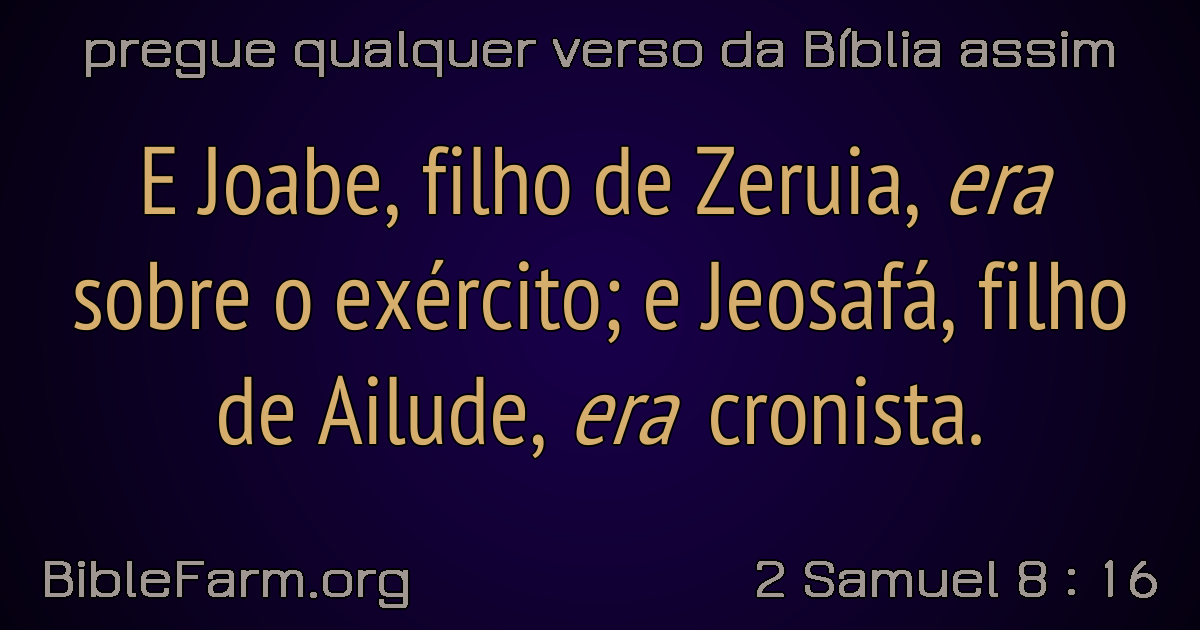 pregue qualquer verso da Bíblia assim
E Joabe, filho de Zeruia, era
sobre o exército; e Jeosafá, filho
de Ailude, era cronista.
BibleFarm.org
2 Samuel 8 : 16